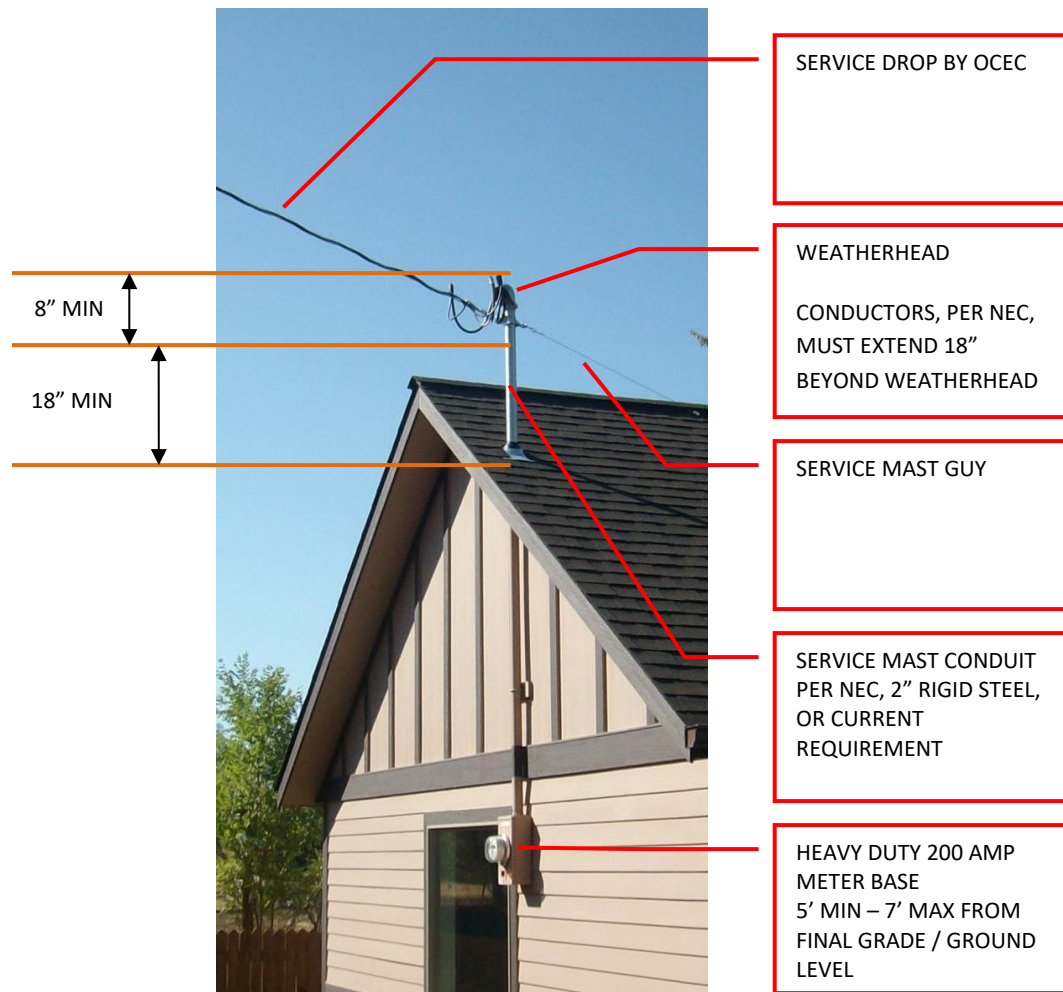 SERVICE DROP BY OCEC
WEATHERHEAD
CONDUCTORS, PER NEC,
MUST EXTEND 18”
BEYOND WEATHERHEAD
8” MIN
18” MIN
SERVICE MAST GUY
SERVICE MAST CONDUIT
PER NEC, 2” RIGID STEEL,
OR CURRENT
REQUIREMENT
HEAVY DUTY 200 AMP
METER BASE
5’ MIN – 7’ MAX FROM
FINAL GRADE / GROUND
LEVEL